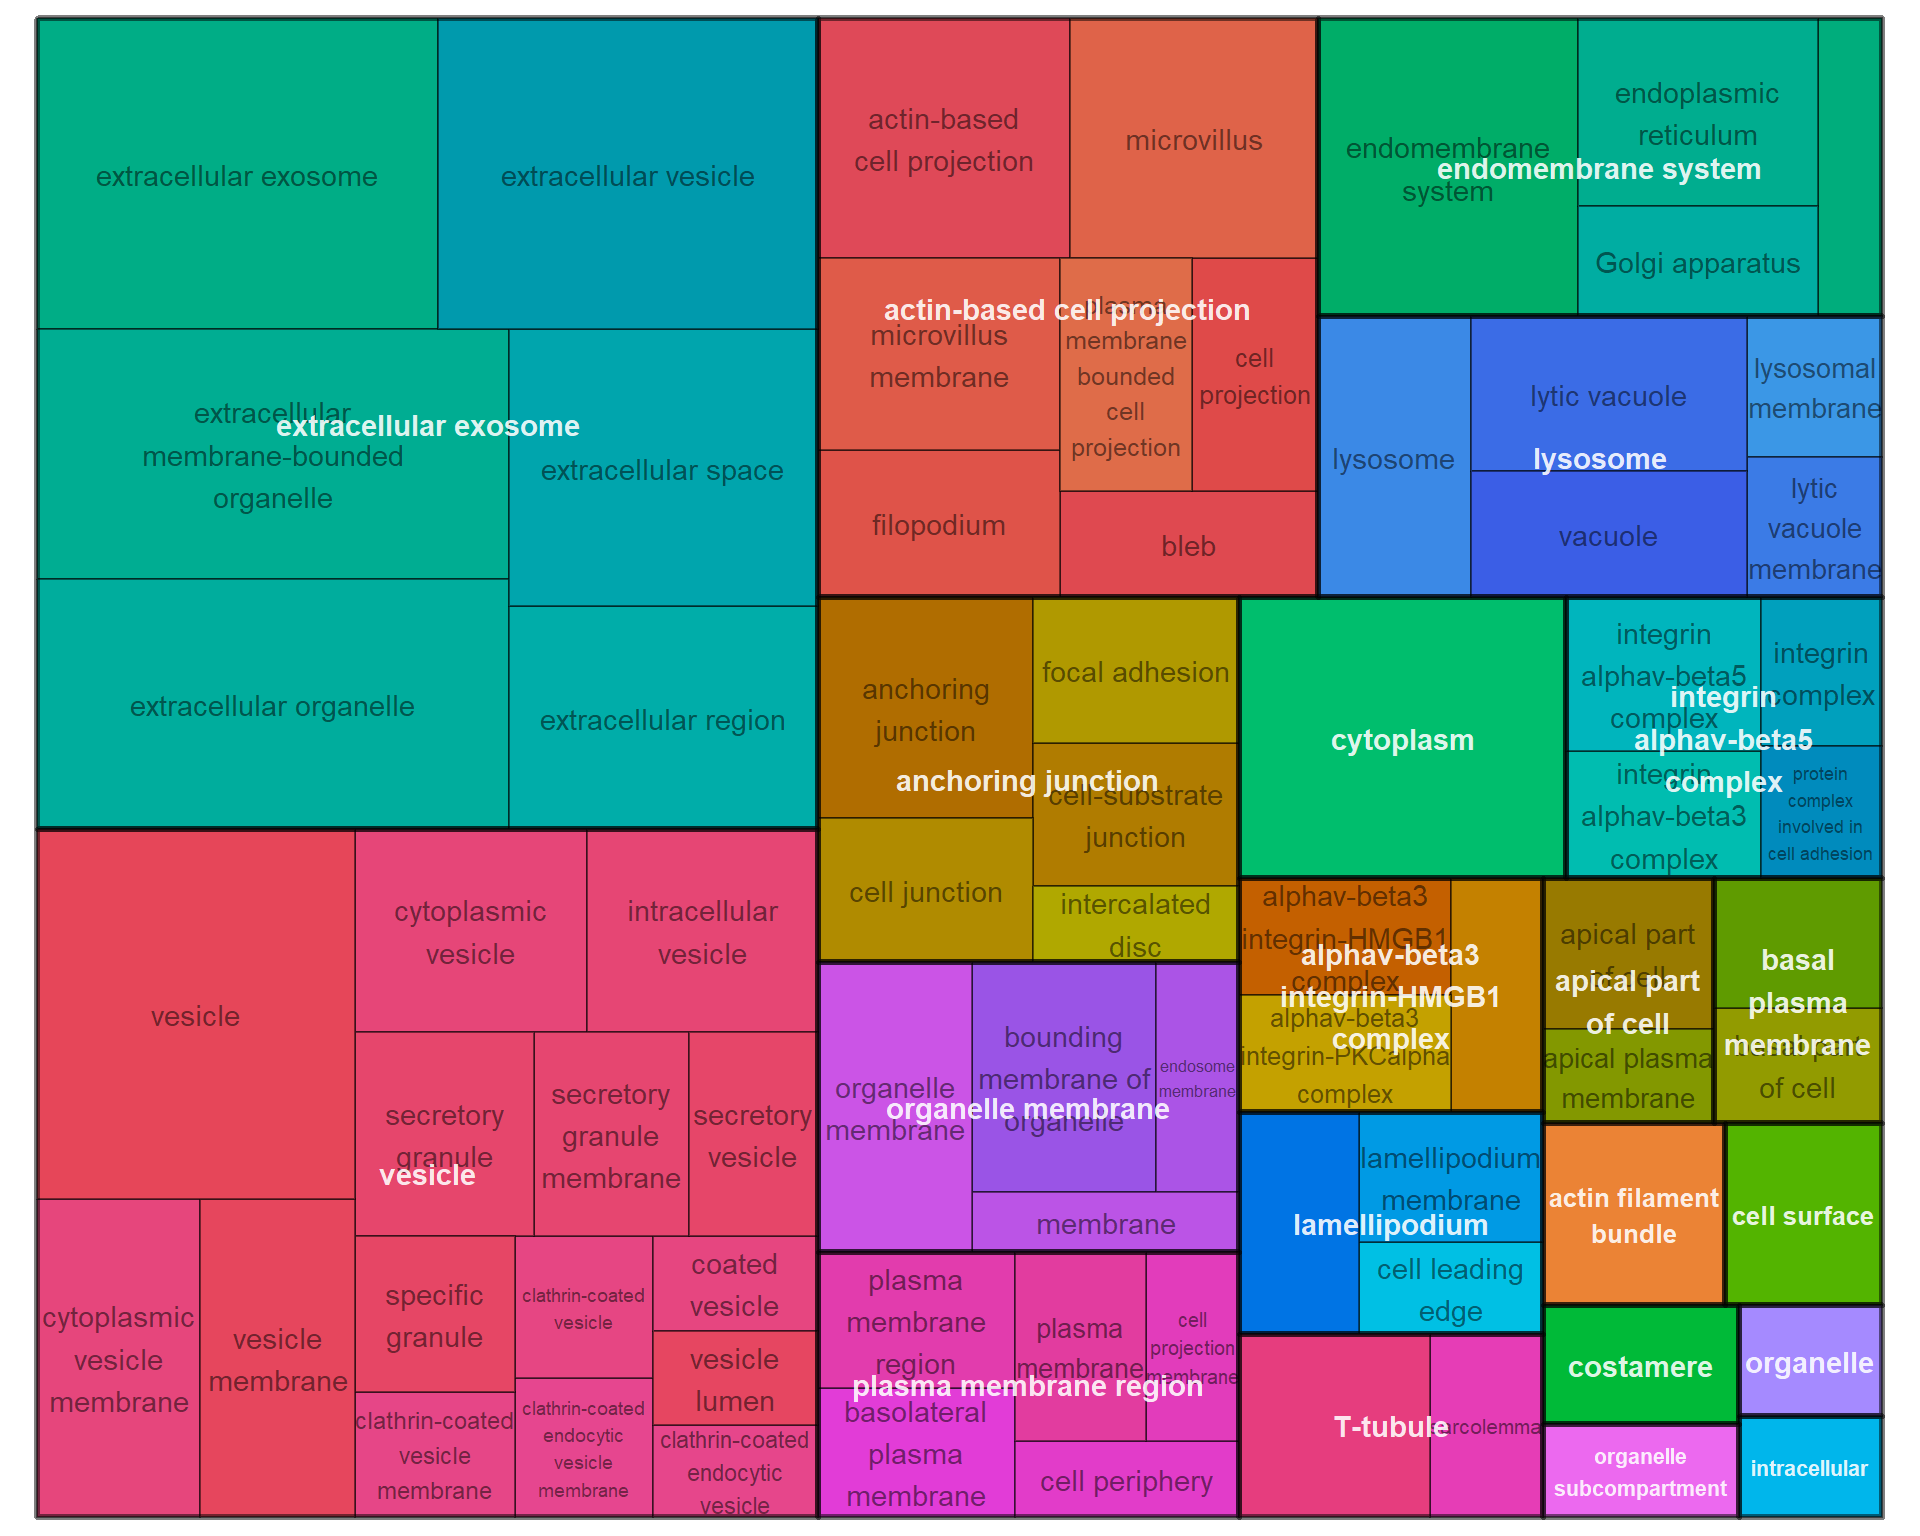 extracellular exosome
extracellular vesicle
extracellular
membrane-bounded
organelle
extracellular exosome
extracellular space
extracellular organelle
extracellular region
actin-based
cell projection
microvillus
microvillus
membrane
plasma
membrane
bounded
cell
projection
cell
projection
actin-based cell projection
filopodium
bleb
endomembrane
system
endoplasmic
reticulum
endomembrane system
Golgi apparatus
lysosome
lytic vacuole
lysosome
vacuole
lysosomal
membrane
lytic
vacuole
membrane
anchoring
junction
focal adhesion
anchoring junction
cell-substrate
junction
cell junction
intercalated
disc
cytoplasm
integrin
alphav-beta5
complex
integrin
complex
integrin
alphav-beta5
complex
integrin
alphav-beta3
complex
protein
complex
involved in
cell adhesion
vesicle
cytoplasmic
vesicle
intracellular
vesicle
secretory
granule
secretory
granule
membrane
secretory
vesicle
vesicle
cytoplasmic
vesicle
membrane
vesicle
membrane
specific
granule
clathrin-coated
vesicle
coated
vesicle
vesicle
lumen
clathrin-coated
vesicle
membrane
clathrin-coated
endocytic
vesicle
membrane
clathrin-coated
endocytic
vesicle
organelle
membrane
bounding
membrane of
organelle
endosome
membrane
organelle membrane
membrane
plasma
membrane
region
plasma
membrane
cell
projection
membrane
plasma membrane region
basolateral
plasma
membrane
cell periphery
alphav-beta3
integrin-HMGB1
complex
alphav-beta3
integrin-HMGB1
complex
alphav-beta3
integrin-PKCalpha
complex
apical part
of cell
apical part
of cell
apical plasma
membrane
basal
plasma
membrane
basal part
of cell
lamellipodium
membrane
lamellipodium
cell leading
edge
actin filament
bundle
cell surface
T-tubule
sarcolemma
costamere
organelle
organelle
subcompartment
intracellular